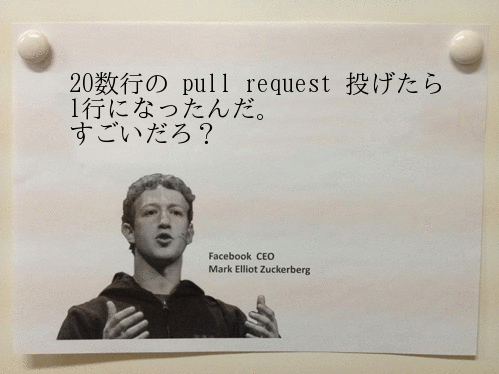 20数行の pull request 投げたら
1行になったんだ。
すごいだろ？
Facebook CEO
Mark Elliot Zuckerberg